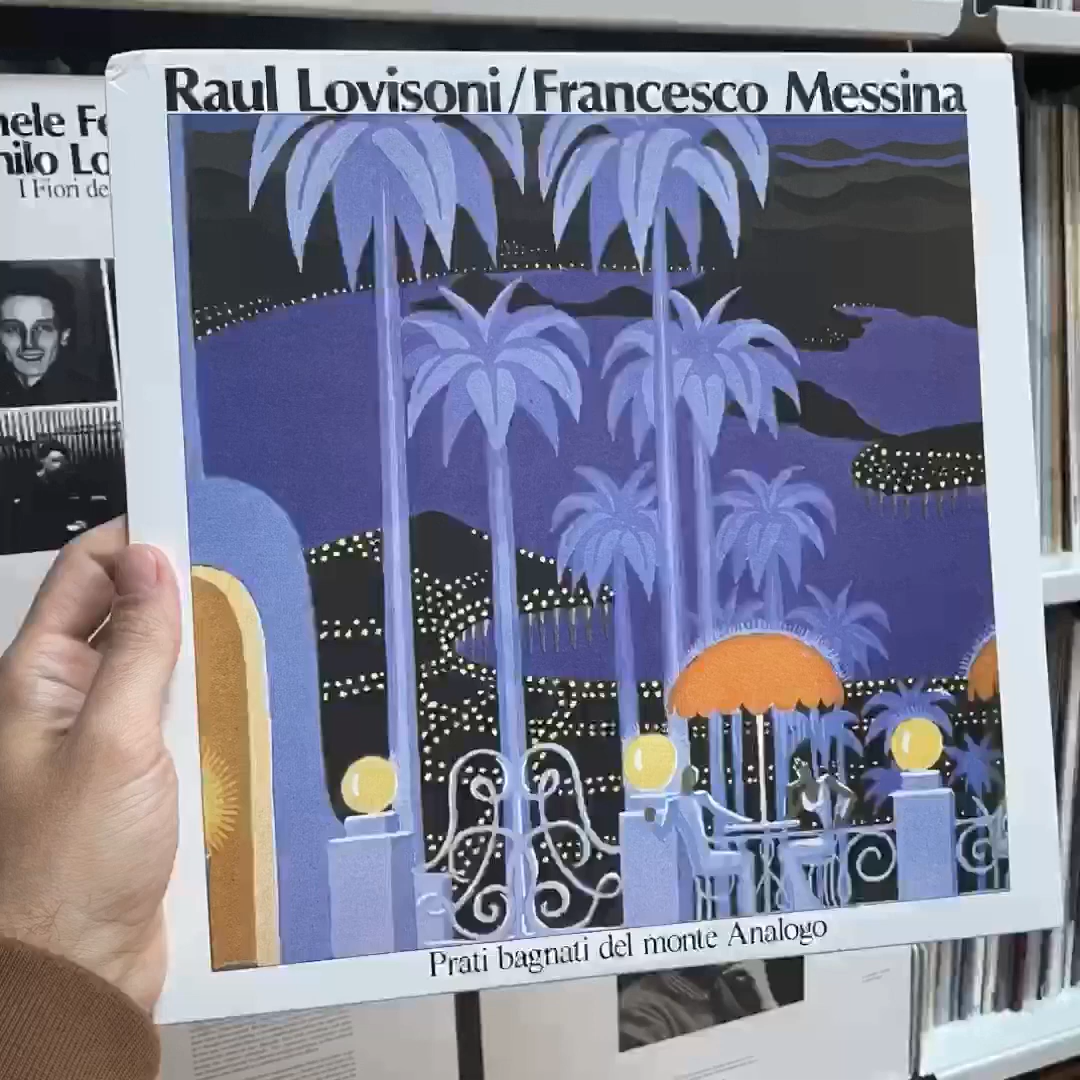 Raul Lovisoni/Francesco Messina
I Fiori de
Prati bagnati del monte Analogo